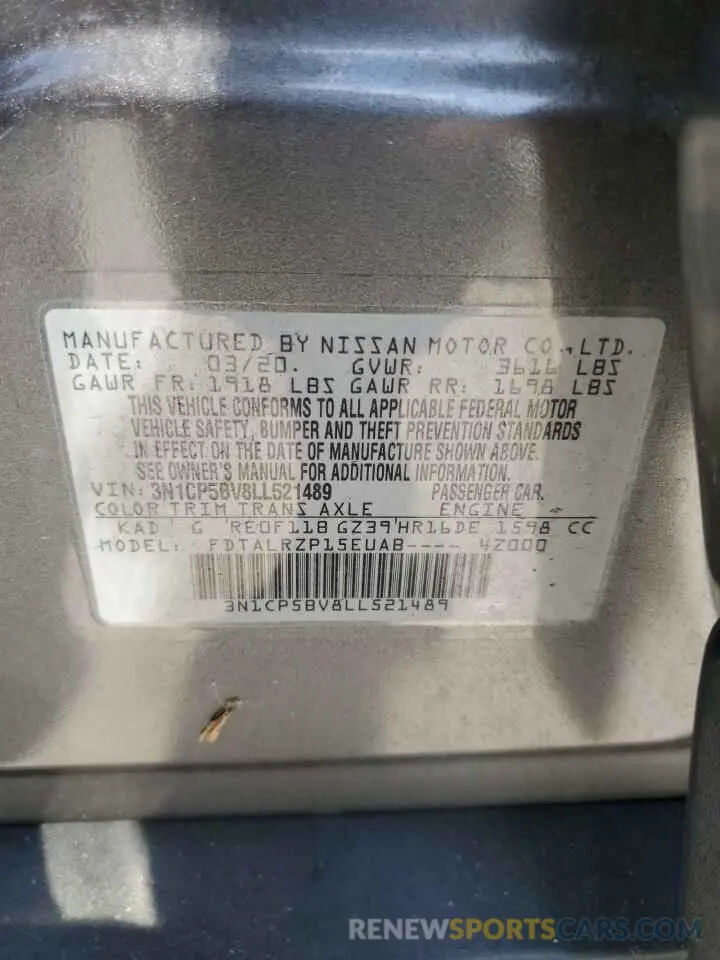 MANUFACTURED BY NISSAN MOTOR CO., LTD.
DATE: 03/20. GVWR: 3616 LBS
GAWR FR: 1918 LBS GAWR RR: 1698 LBS
THIS VEHICLE CONFORMS TO ALL APPLICABLE FEDERAL MOTOR
VEHICLE SAFETY, BUMPER AND THEFT PREVENTION STANDARDS
IN EFFECT ON THE DATE OF MANUFACTURE SHOWN ABOVE.
SEE OWNER'S MANUAL FOR ADDITIONAL INFORMATION.
VIN: 3N1CP5BV8LL521489 PASSENGER CAR.
COLOR TRIM TRANS AXLE ENGINE
KAD G RE0F11B GZ39 HR16DE 1598 CC
MODEL: FDTALRZP15EUAB---- 4Z000
3N1CP5BV8LL521489
RENEWSPORTSCARS.COM